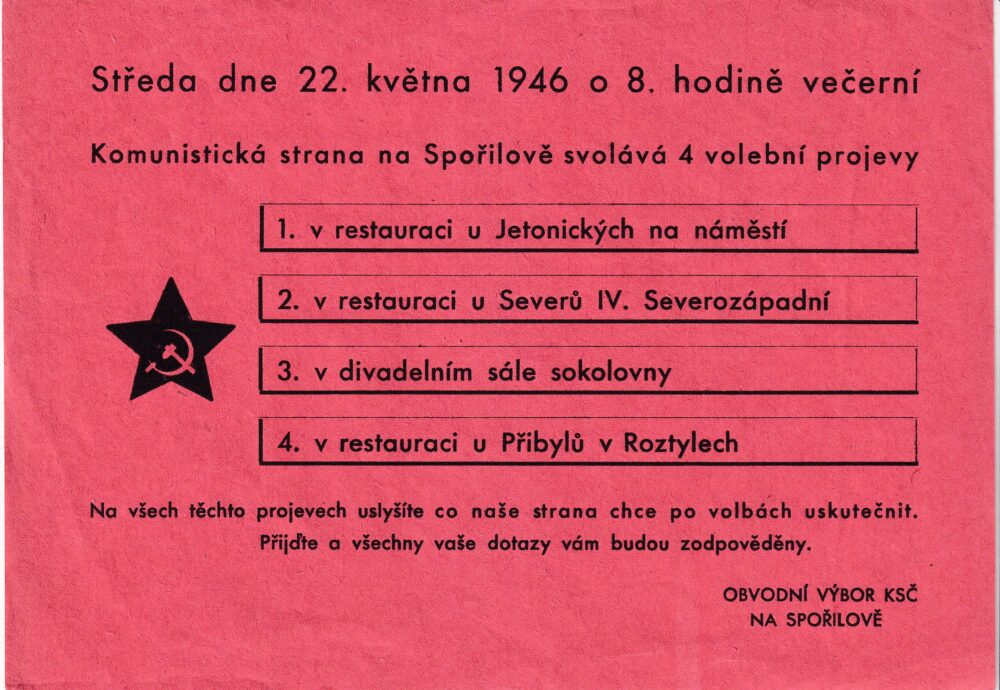 Středa dne 22. května 1946 o 8. hodině večerní
Komunistická strana na Spořilově svolává 4 volební projevy
1. v restauraci u Jetonických na náměstí
2. v restauraci u Severů IV. Severozápadní
3. v divadelním sále sokolovny
4. v restauraci u Přibylů v Roztylech
Na všech těchto projevech uslyšíte co naše strana chce po volbách uskutečnit.
Přijďte a všechny vaše dotazy vám budou zodpověděny.
OBVODNÍ VÝBOR KSČ
NA SPOŘILOVĚ